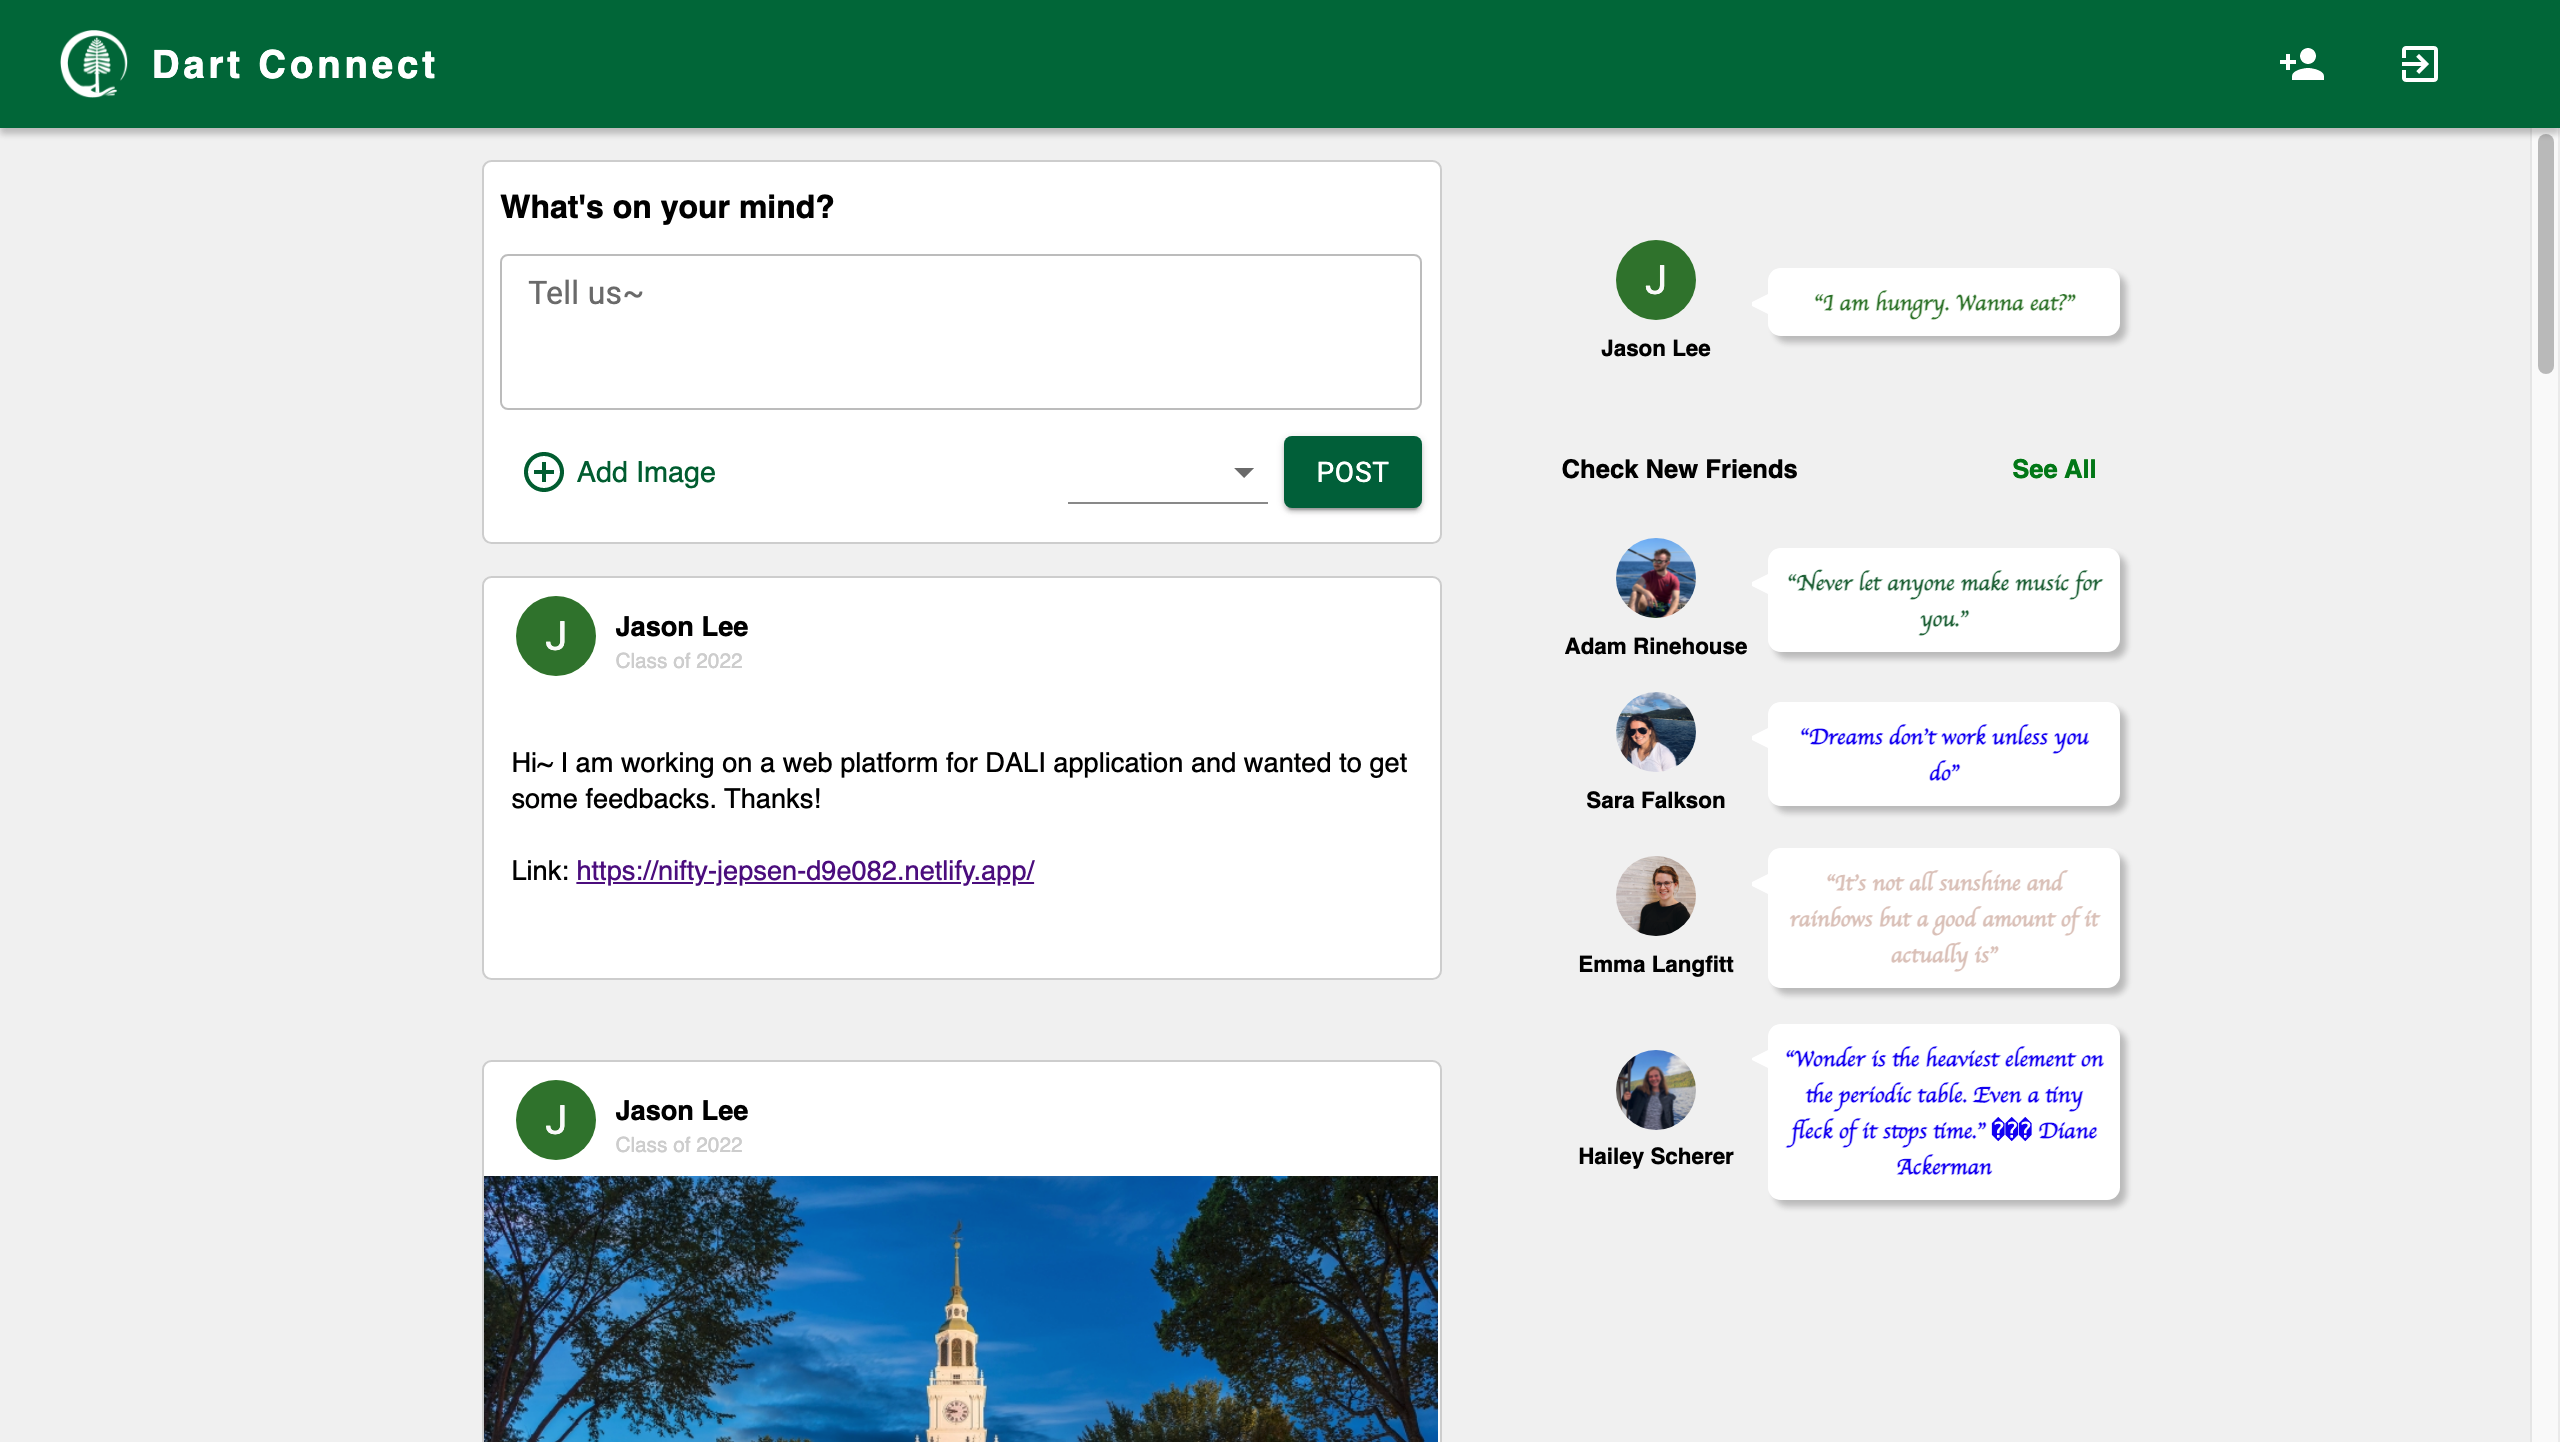 Dart Connect
What's on your mind?
Tell us~
Add Image
POST
J
Jason Lee
Class of 2022
Hi~ I am working on a web platform for DALI application and wanted to get
some feedbacks. Thanks!
Link: https://nifty-jepsen-d9e082.netlify.app/
J
Jason Lee
Class of 2022
J
Jason Lee
“I am hungry. Wanna eat?”
Check New Friends
See All
Adam Rinehouse
“Never let anyone make music for
you.”
Sara Falkson
“Dreams don't work unless you
do”
Emma Langfitt
“It's not all sunshine and
rainbows but a good amount of it
actually is”
Hailey Scherer
“Wonder is the heaviest element on
the periodic table. Even a tiny
fleck of it stops time.” ��� Diane
Ackerman